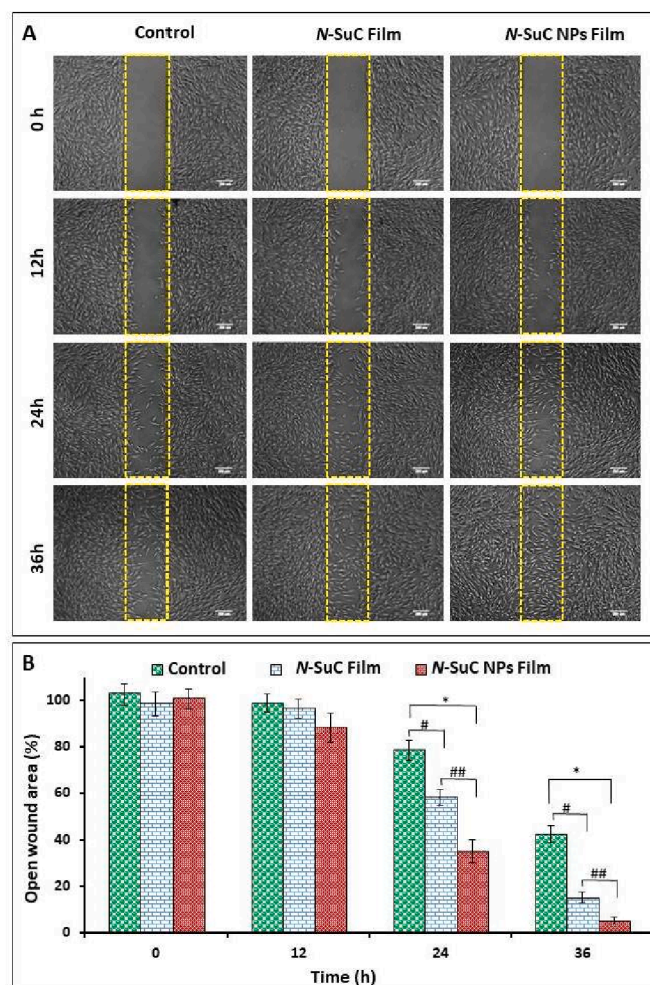 A
Control
N-SuC Film
N-SuC NPs Film
0 h
12h
24h
36h
B
Control
N-SuC Film
N-SuC NPs Film
Open wound area (%)
100
80
60
40
20
0
*
#
##
*
#
##
0
12
24
36
Time (h)